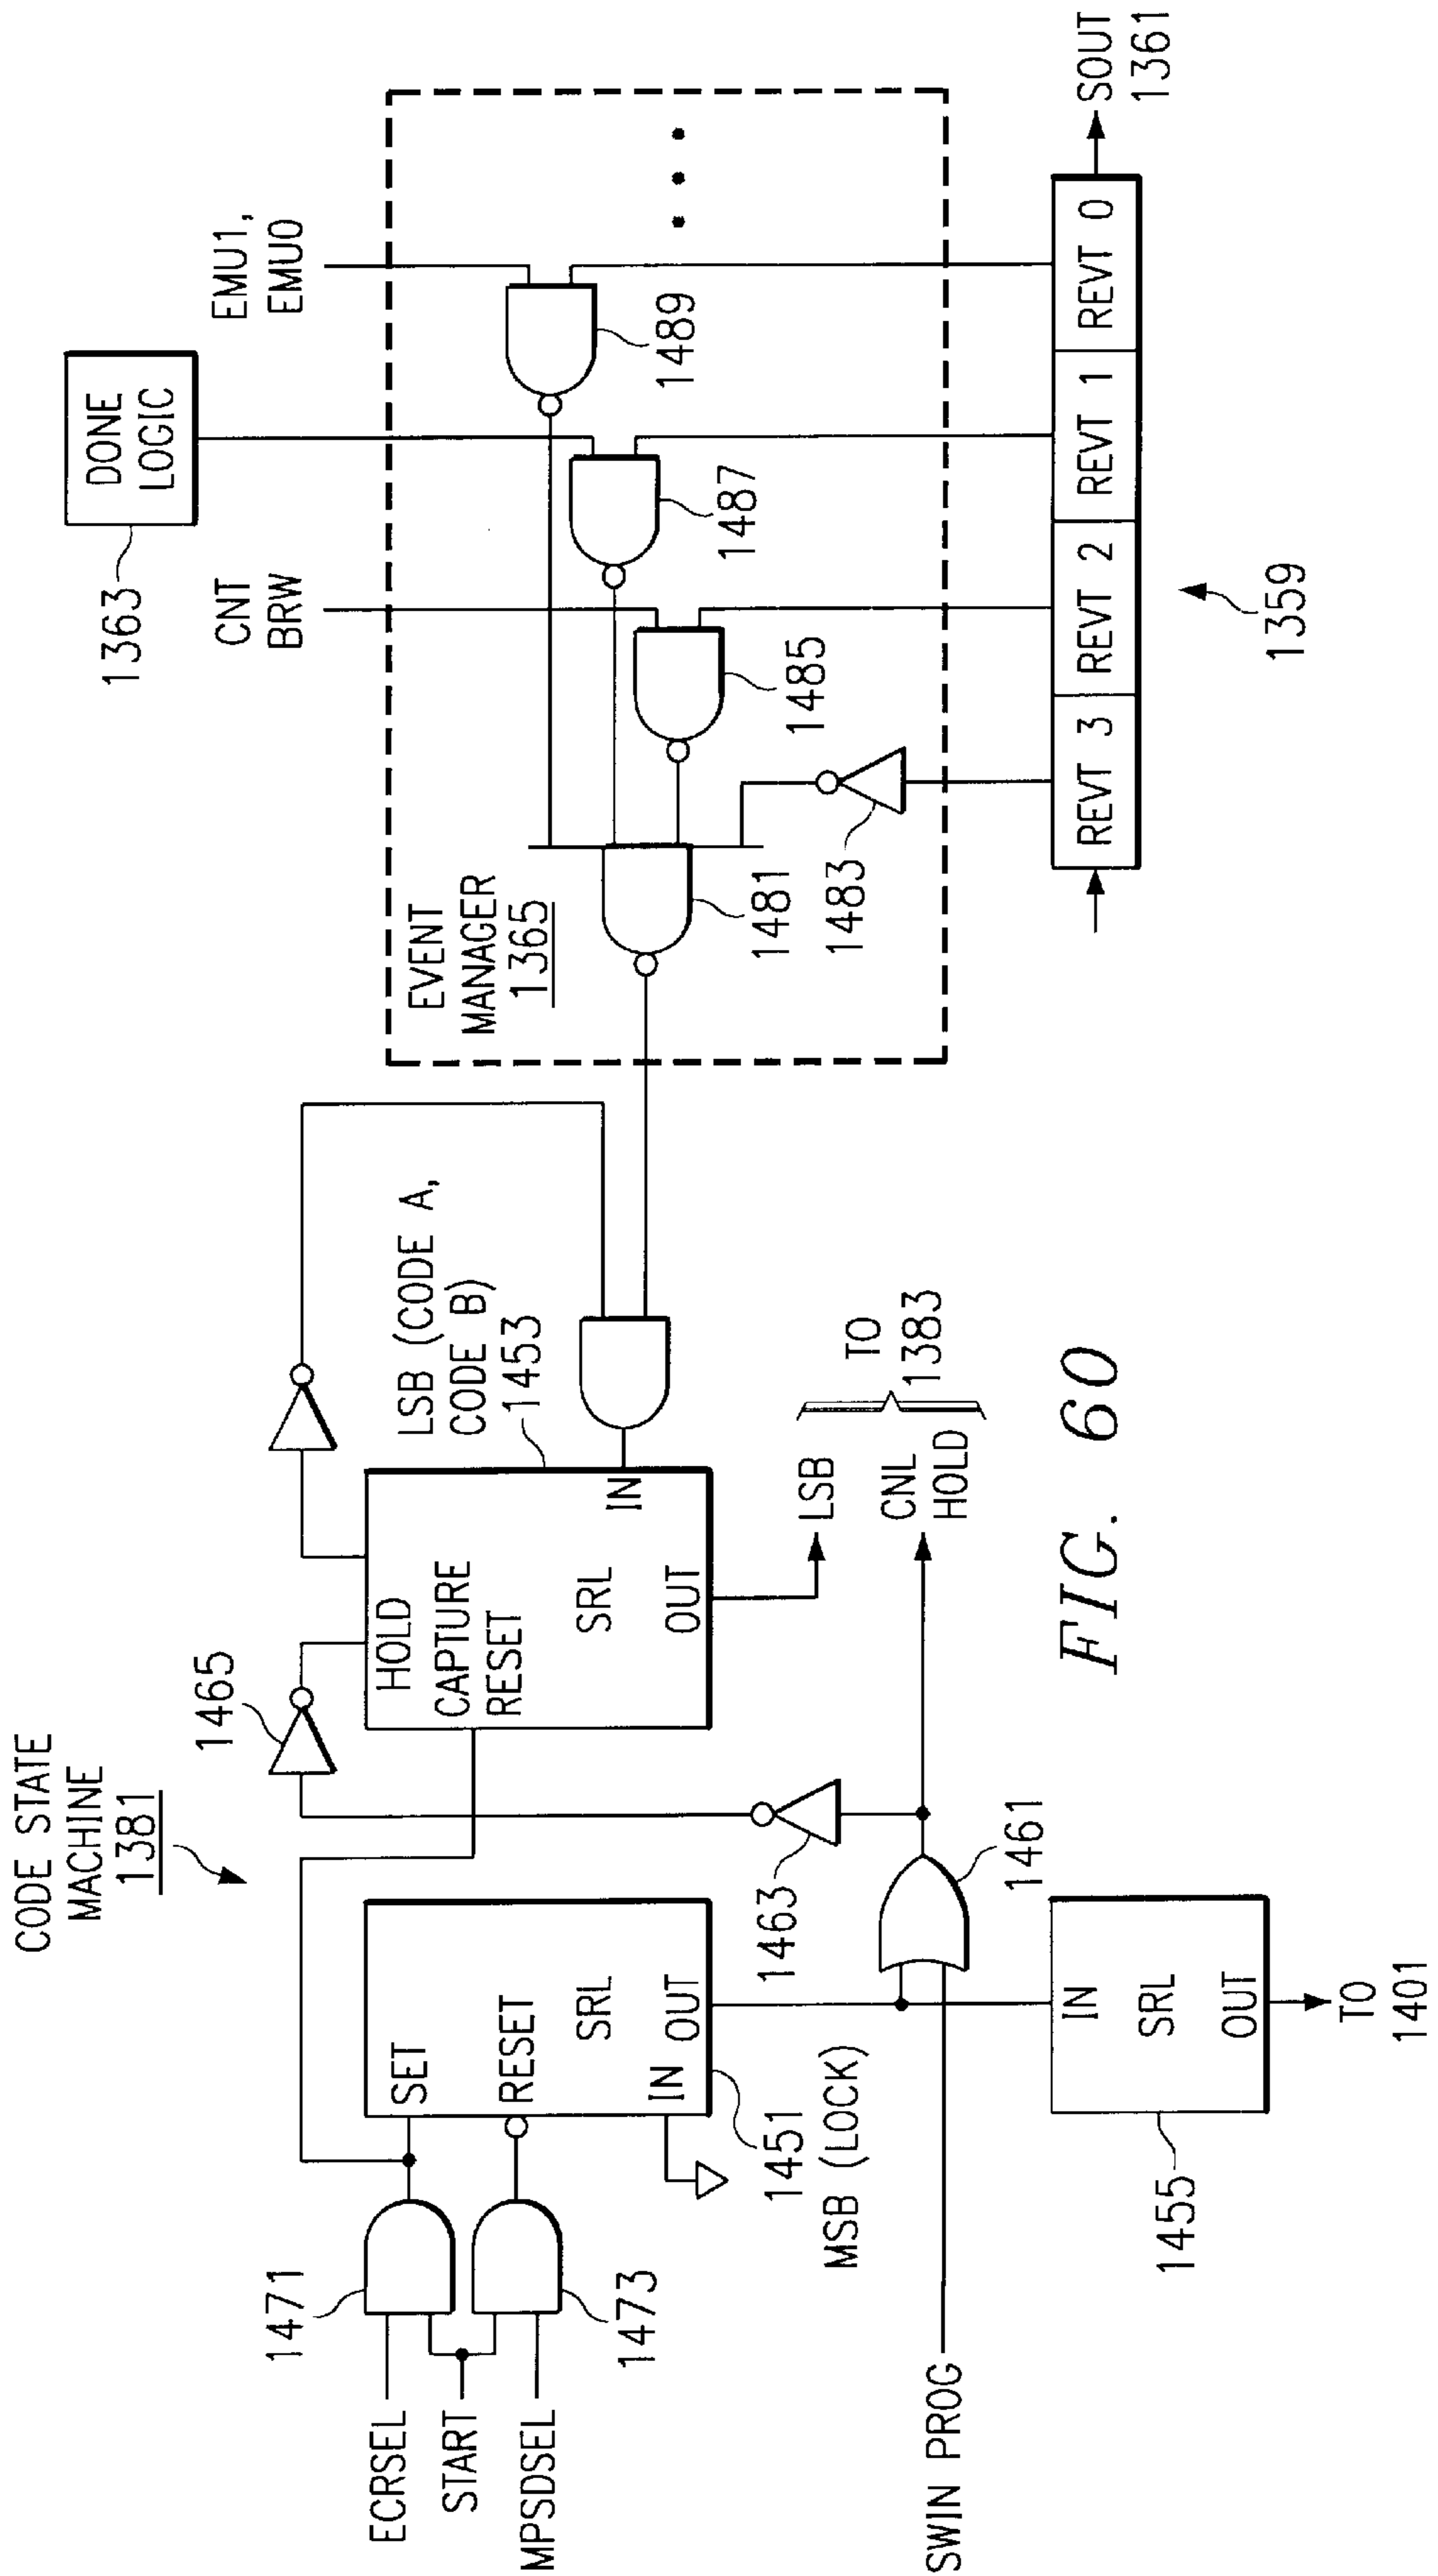 CODE STATE
MACHINE
1381
ECRSEL
START
MPSDSEL
1471
1473
SET
RESET
SRL
IN
OUT
1451
MSB (LOCK)
SWIN PROG
1455
IN
SRL
OUT
TO
1401
1461
1463
1465
HOLD
CAPTURE
RESET
SRL
IN
OUT
LSB (CODE A,
CODE B)
1453
LSB
CNL
HOLD
TO
1383
EVENT
MANAGER
1365
1481
1483
1485
1487
1489
CNT
BRW
1363
DONE
LOGIC
EMU1,
EMU0
REVT 3
REVT 2
REVT 1
REVT 0
SOUT
1361
1359
FIG. 60